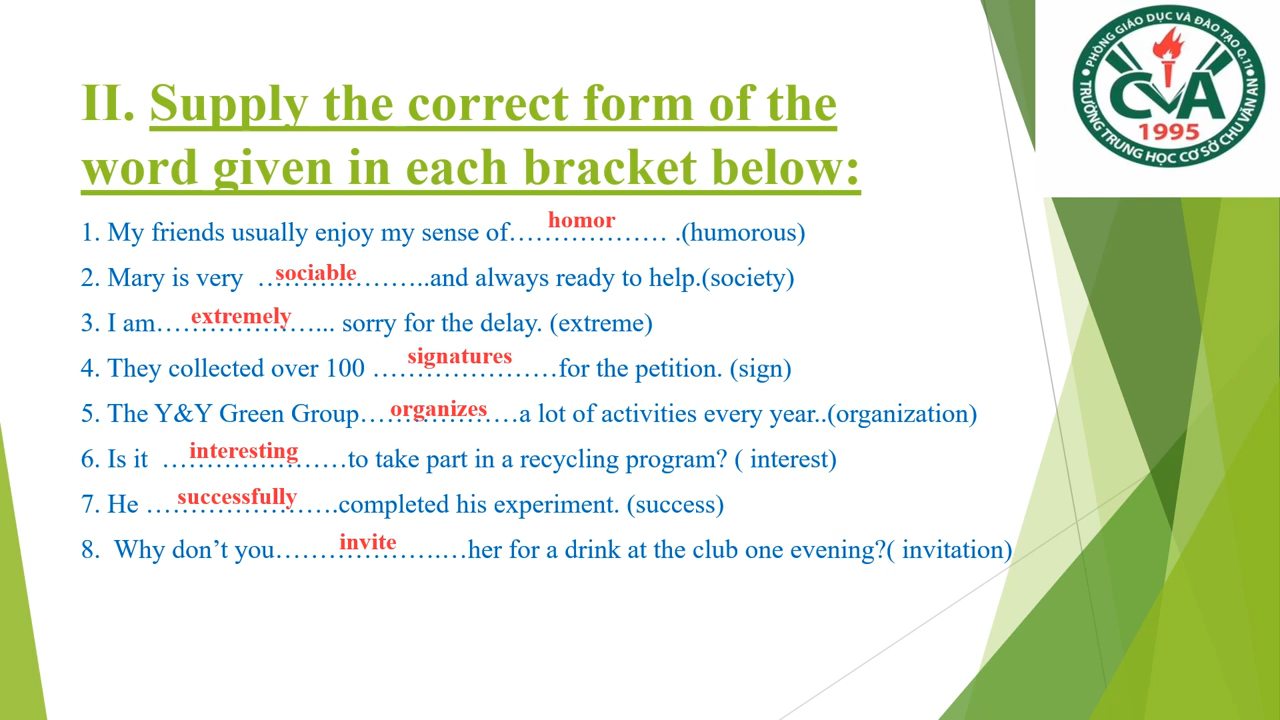 PHÒNG GIÁO DỤC VÀ ĐÀO TẠO Q.11
CVA
1995
TRƯỜNG TRUNG HỌC CƠ SỞ CHU VĂN AN
II. Supply the correct form of the
word given in each bracket below:
1. My friends usually enjoy my sense of……homor………… .(humorous)
2. Mary is very ……sociable………..and always ready to help.(society)
3. I am……extremely……... sorry for the delay. (extreme)
4. They collected over 100 ……signatures……for the petition. (sign)
5. The Y&Y Green Group……organizes……a lot of activities every year..(organization)
6. Is it ……interesting……to take part in a recycling program? ( interest)
7. He ……successfully…….completed his experiment. (success)
8. Why don’t you……invite…….…her for a drink at the club one evening?( invitation)